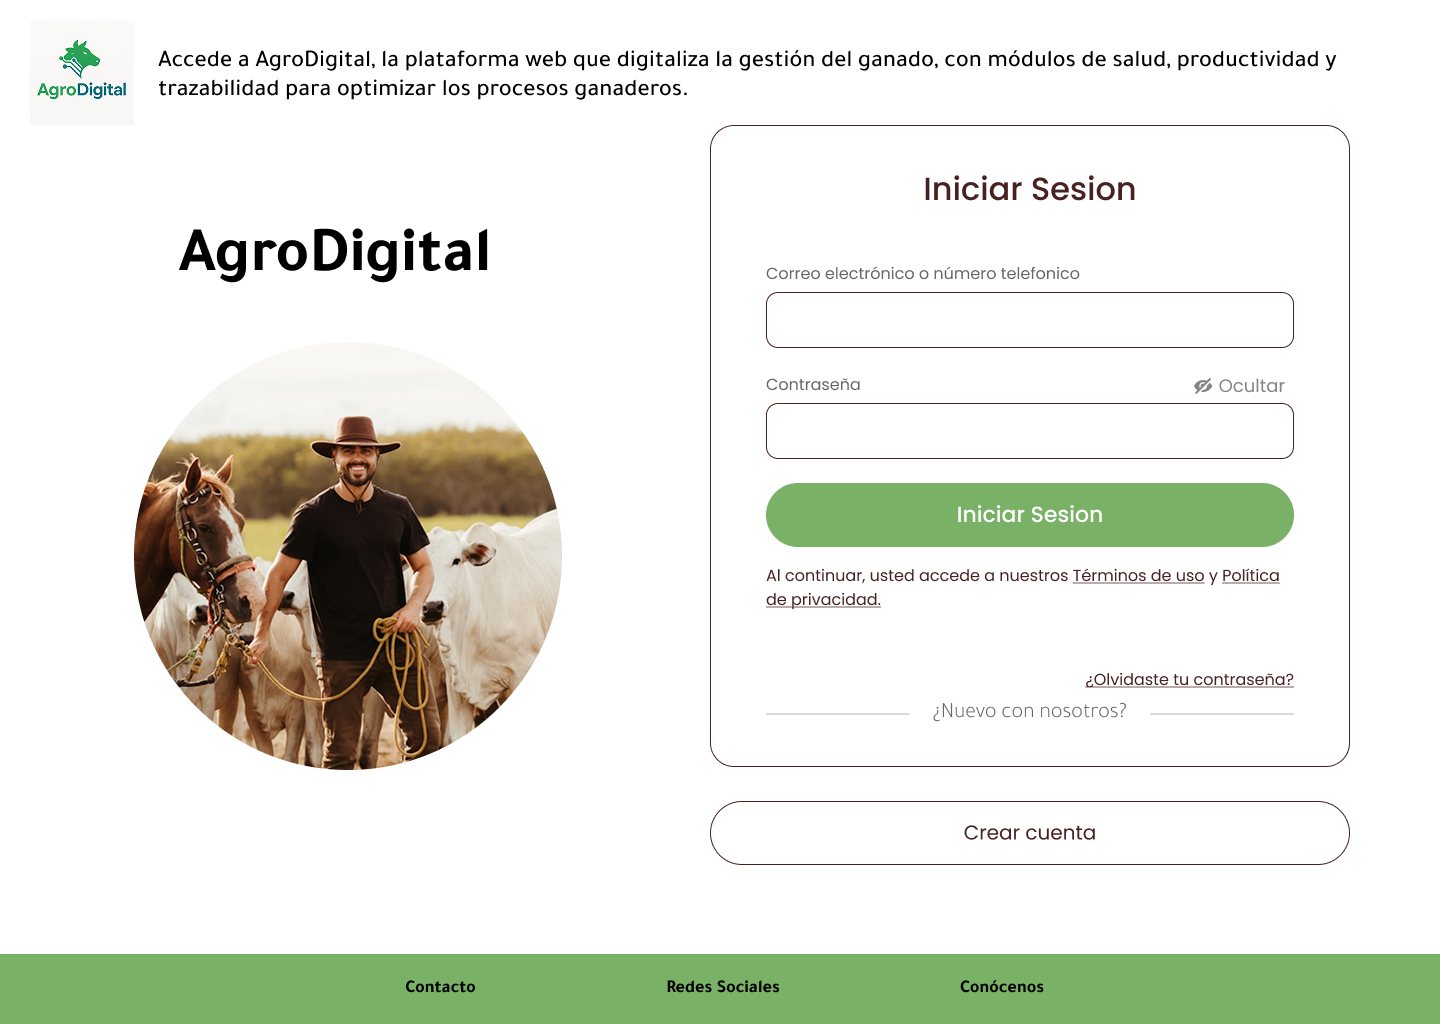 AgroDigital
Accede a AgroDigital, la plataforma web que digitaliza la gestión del ganado, con módulos de salud, productividad y
trazabilidad para optimizar los procesos ganaderos.
AgroDigital
Iniciar Sesion
Correo electrónico o número telefonico
Contraseña
Ocultar
Iniciar Sesion
Al continuar, usted accede a nuestros Términos de uso y Política
de privacidad.
¿Olvidaste tu contraseña?
¿Nuevo con nosotros?
Crear cuenta
Contacto
Redes Sociales
Conócenos